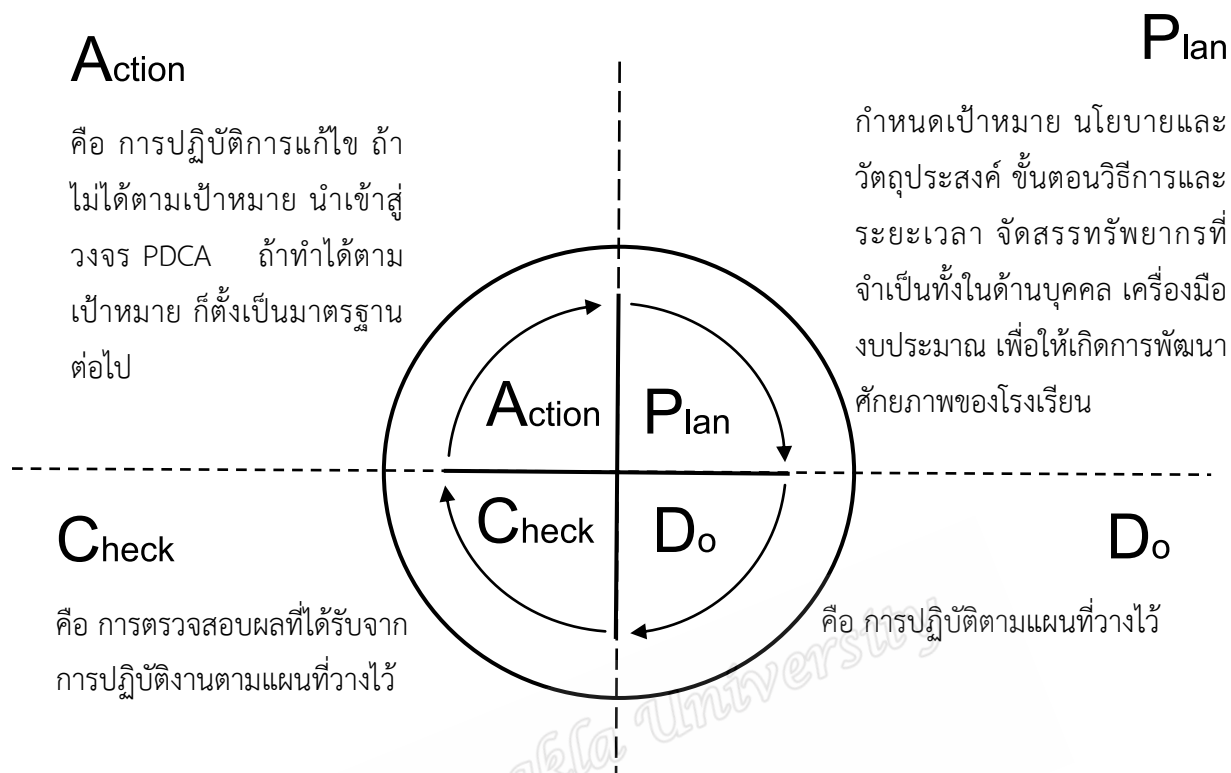 Action
คือ การปฏิบัติการแก้ไข ถ้า
ไม่ได้ตามเป้าหมาย นำเข้าสู่
วงจร PDCA ถ้าทำได้ตาม
เป้าหมาย ก็ตั้งเป็นมาตรฐาน
ต่อไป
Plan
กำหนดเป้าหมาย นโยบายและ
วัตถุประสงค์ ขั้นตอนวิธีการและ
ระยะเวลา จัดสรรทรัพยากรที่
จำเป็นทั้งในด้านบุคคล เครื่องมือ
งบประมาณ เพื่อให้เกิดการพัฒนา
ศักยภาพของโรงเรียน
Action
Plan
Check
Do
Check
คือ การตรวจสอบผลที่ได้รับจาก
การปฏิบัติงานตามแผนที่วางไว้
Do
คือ การปฏิบัติตามแผนที่วางไว้
University